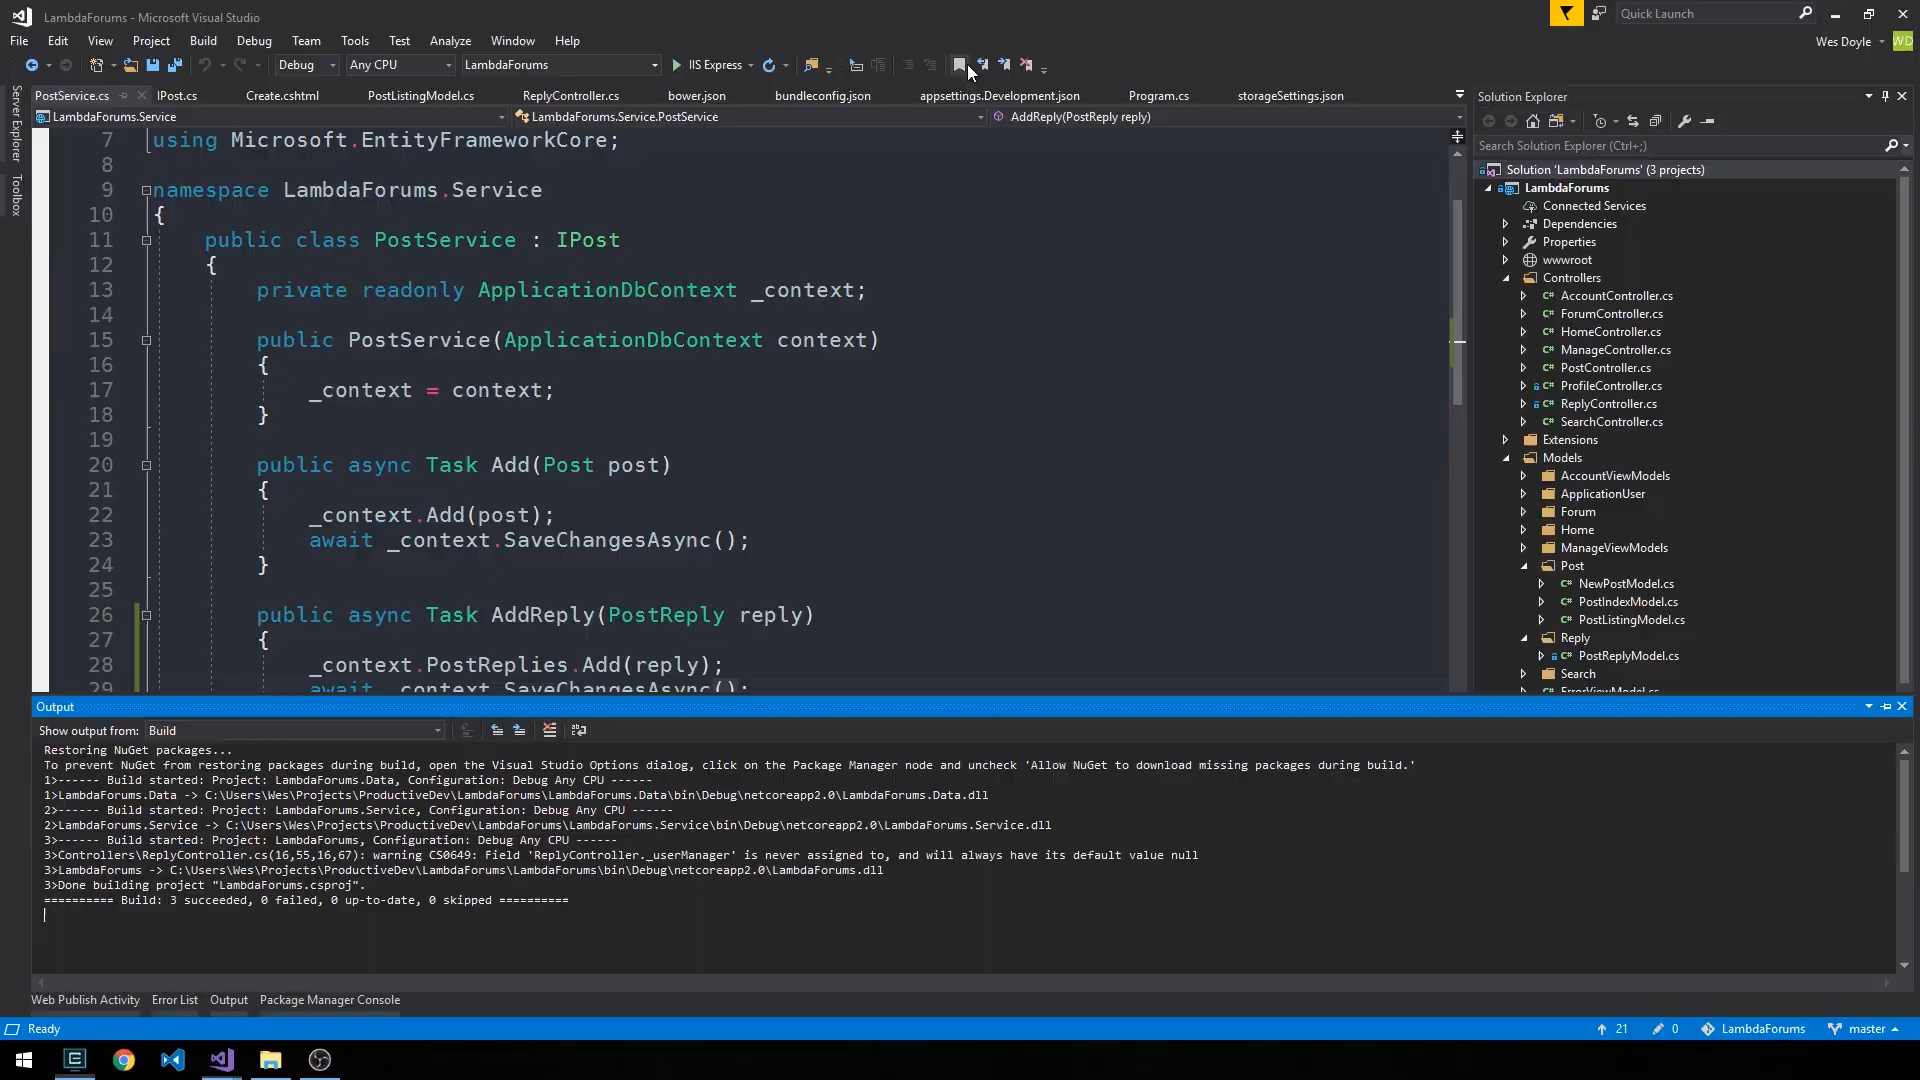 LambdaForums - Microsoft Visual Studio
Quick Launch
File Edit View Project Build Debug Team Tools Test Analyze Window Help
Wes Doyle WD
Debug Any CPU LambdaForums IIS Express
PostService.cs IPost.cs Create.cshtml PostListingModel.cs ReplyController.cs bower.json bundleconfig.json appsettings.Development.json Program.cs storageSettings.json
LambdaForums.Service LambdaForums.Service.PostService AddReply(PostReply reply)
Server Explorer
Toolbox
7 using Microsoft.EntityFrameworkCore;
8
9 namespace LambdaForums.Service
10 {
11 public class PostService : IPost
12 {
13 private readonly ApplicationDbContext _context;
14
15 public PostService(ApplicationDbContext context)
16 {
17 _context = context;
18 }
19
20 public async Task Add(Post post)
21 {
22 _context.Add(post);
23 await _context.SaveChangesAsync();
24 }
25
26 public async Task AddReply(PostReply reply)
27 {
28 _context.PostReplies.Add(reply);
29 await _context.SaveChangesAsync();
Solution Explorer
Search Solution Explorer (Ctrl+;)
Solution 'LambdaForums' (3 projects)
LambdaForums
Connected Services
Dependencies
Properties
wwwroot
Controllers
C# AccountController.cs
C# ForumController.cs
C# HomeController.cs
C# ManageController.cs
C# PostController.cs
C# ProfileController.cs
C# ReplyController.cs
C# SearchController.cs
Extensions
Models
AccountViewModels
ApplicationUser
Forum
Home
ManageViewModels
Post
C# NewPostModel.cs
C# PostIndexModel.cs
C# PostListingModel.cs
Reply
C# PostReplyModel.cs
Search
C# ErrorViewModel.cs
Output
Show output from: Build
Restoring NuGet packages...
To prevent NuGet from restoring packages during build, open the Visual Studio Options dialog, click on the Package Manager node and uncheck 'Allow NuGet to download missing packages during build.'
1>------ Build started: Project: LambdaForums.Data, Configuration: Debug Any CPU ------
1>LambdaForums.Data -> C:\Users\Wes\Projects\ProductiveDev\LambdaForums\LambdaForums.Data\bin\Debug\netcoreapp2.0\LambdaForums.Data.dll
2>------ Build started: Project: LambdaForums.Service, Configuration: Debug Any CPU ------
2>LambdaForums.Service -> C:\Users\Wes\Projects\ProductiveDev\LambdaForums\LambdaForums.Service\bin\Debug\netcoreapp2.0\LambdaForums.Service.dll
3>------ Build started: Project: LambdaForums, Configuration: Debug Any CPU ------
3>Controllers\ReplyController.cs(16,55,16,67): warning CS0649: Field 'ReplyController._userManager' is never assigned to, and will always have its default value null
3>LambdaForums -> C:\Users\Wes\Projects\ProductiveDev\LambdaForums\LambdaForums\bin\Debug\netcoreapp2.0\LambdaForums.dll
3>Done building project "LambdaForums.csproj".
========== Build: 3 succeeded, 0 failed, 0 up-to-date, 0 skipped ==========
Web Publish Activity Error List Output Package Manager Console
Ready 21 0 LambdaForums master